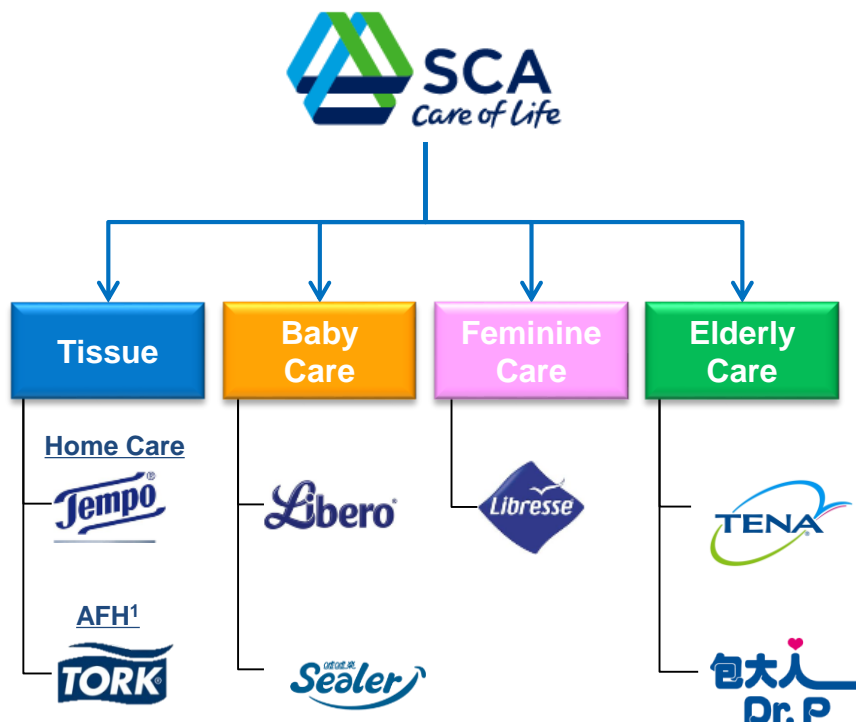 SCA
Care of Life
Tissue
Baby
Care
Feminine
Care
Elderly
Care
Home Care
Tempo®
Libero®
Libresse
TENA
AFH1
TORK®
Sealer
包大人
Dr. P